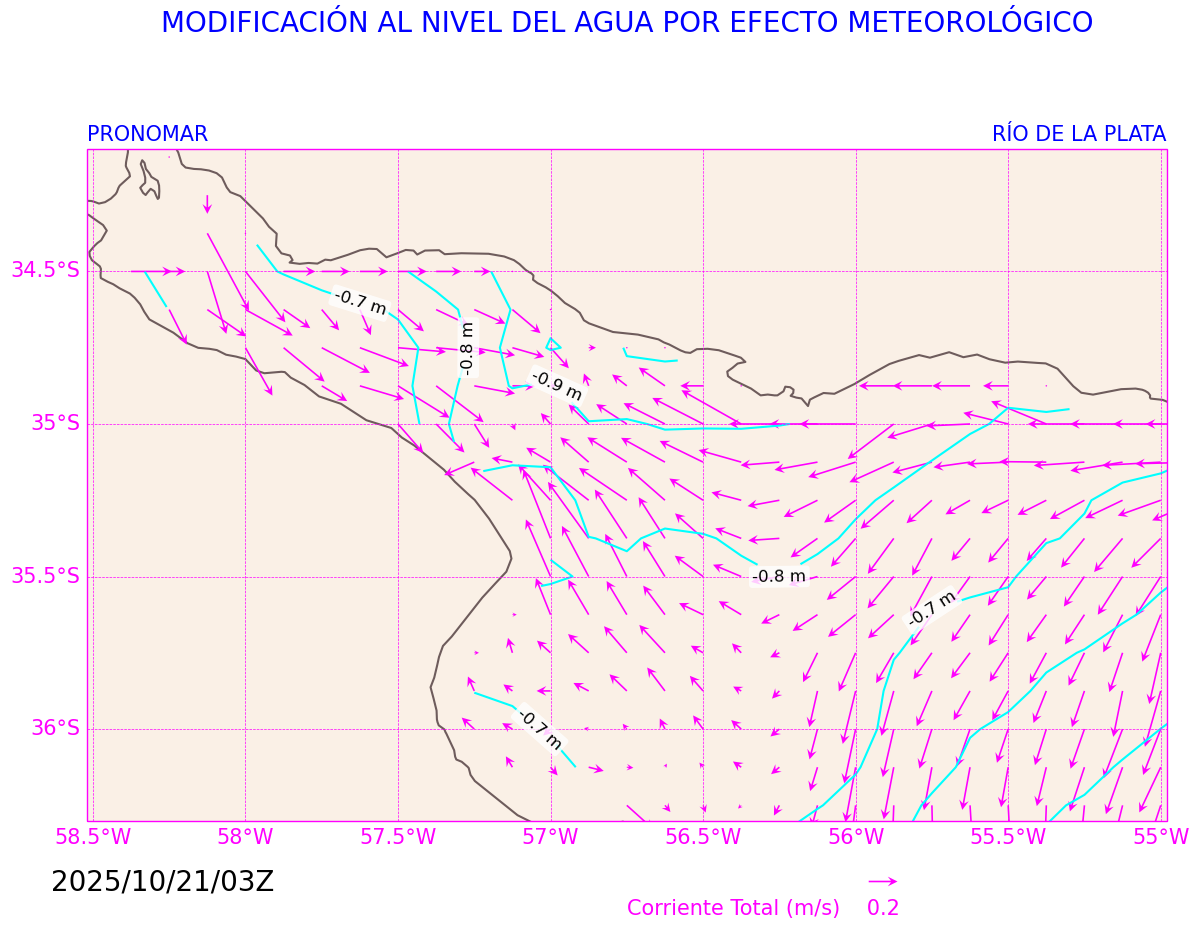 MODIFICACIÓN AL NIVEL DEL AGUA POR EFECTO METEOROLÓGICO
PRONOMAR
RÍO DE LA PLATA
34.5°S
-0.7 m
-0.8 m
-0.9 m
35°S
35.5°S
-0.8 m
-0.7 m
36°S
-0.7 m
58.5°W
58°W
57.5°W
57°W
56.5°W
56°W
55.5°W
55°W
2025/10/21/03Z
Corriente Total (m/s)
0.2